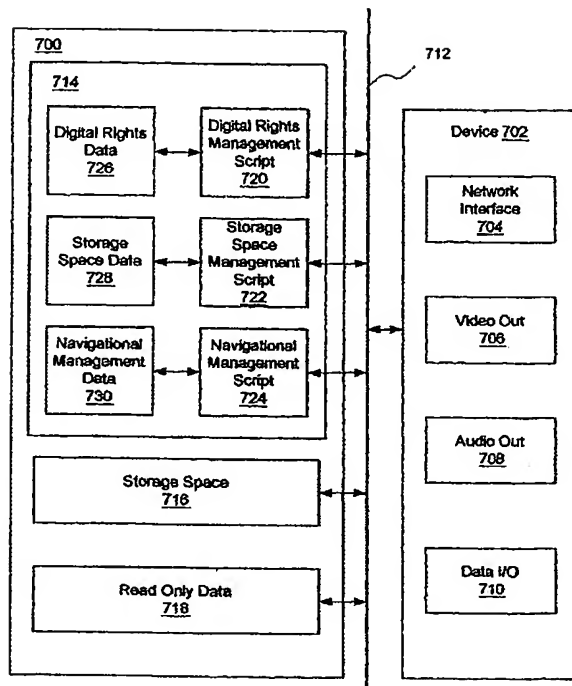 700
712
714
Digital Rights
Data
726
Digital Rights
Management
Script
720
Storage
Space Data
728
Storage
Space
Management
Script
722
Navigational
Management
Data
730
Navigational
Management
Script
724
Storage Space
716
Read Only Data
718
Device 702
Network
Interface
704
Video Out
706
Audio Out
708
Data I/O
710